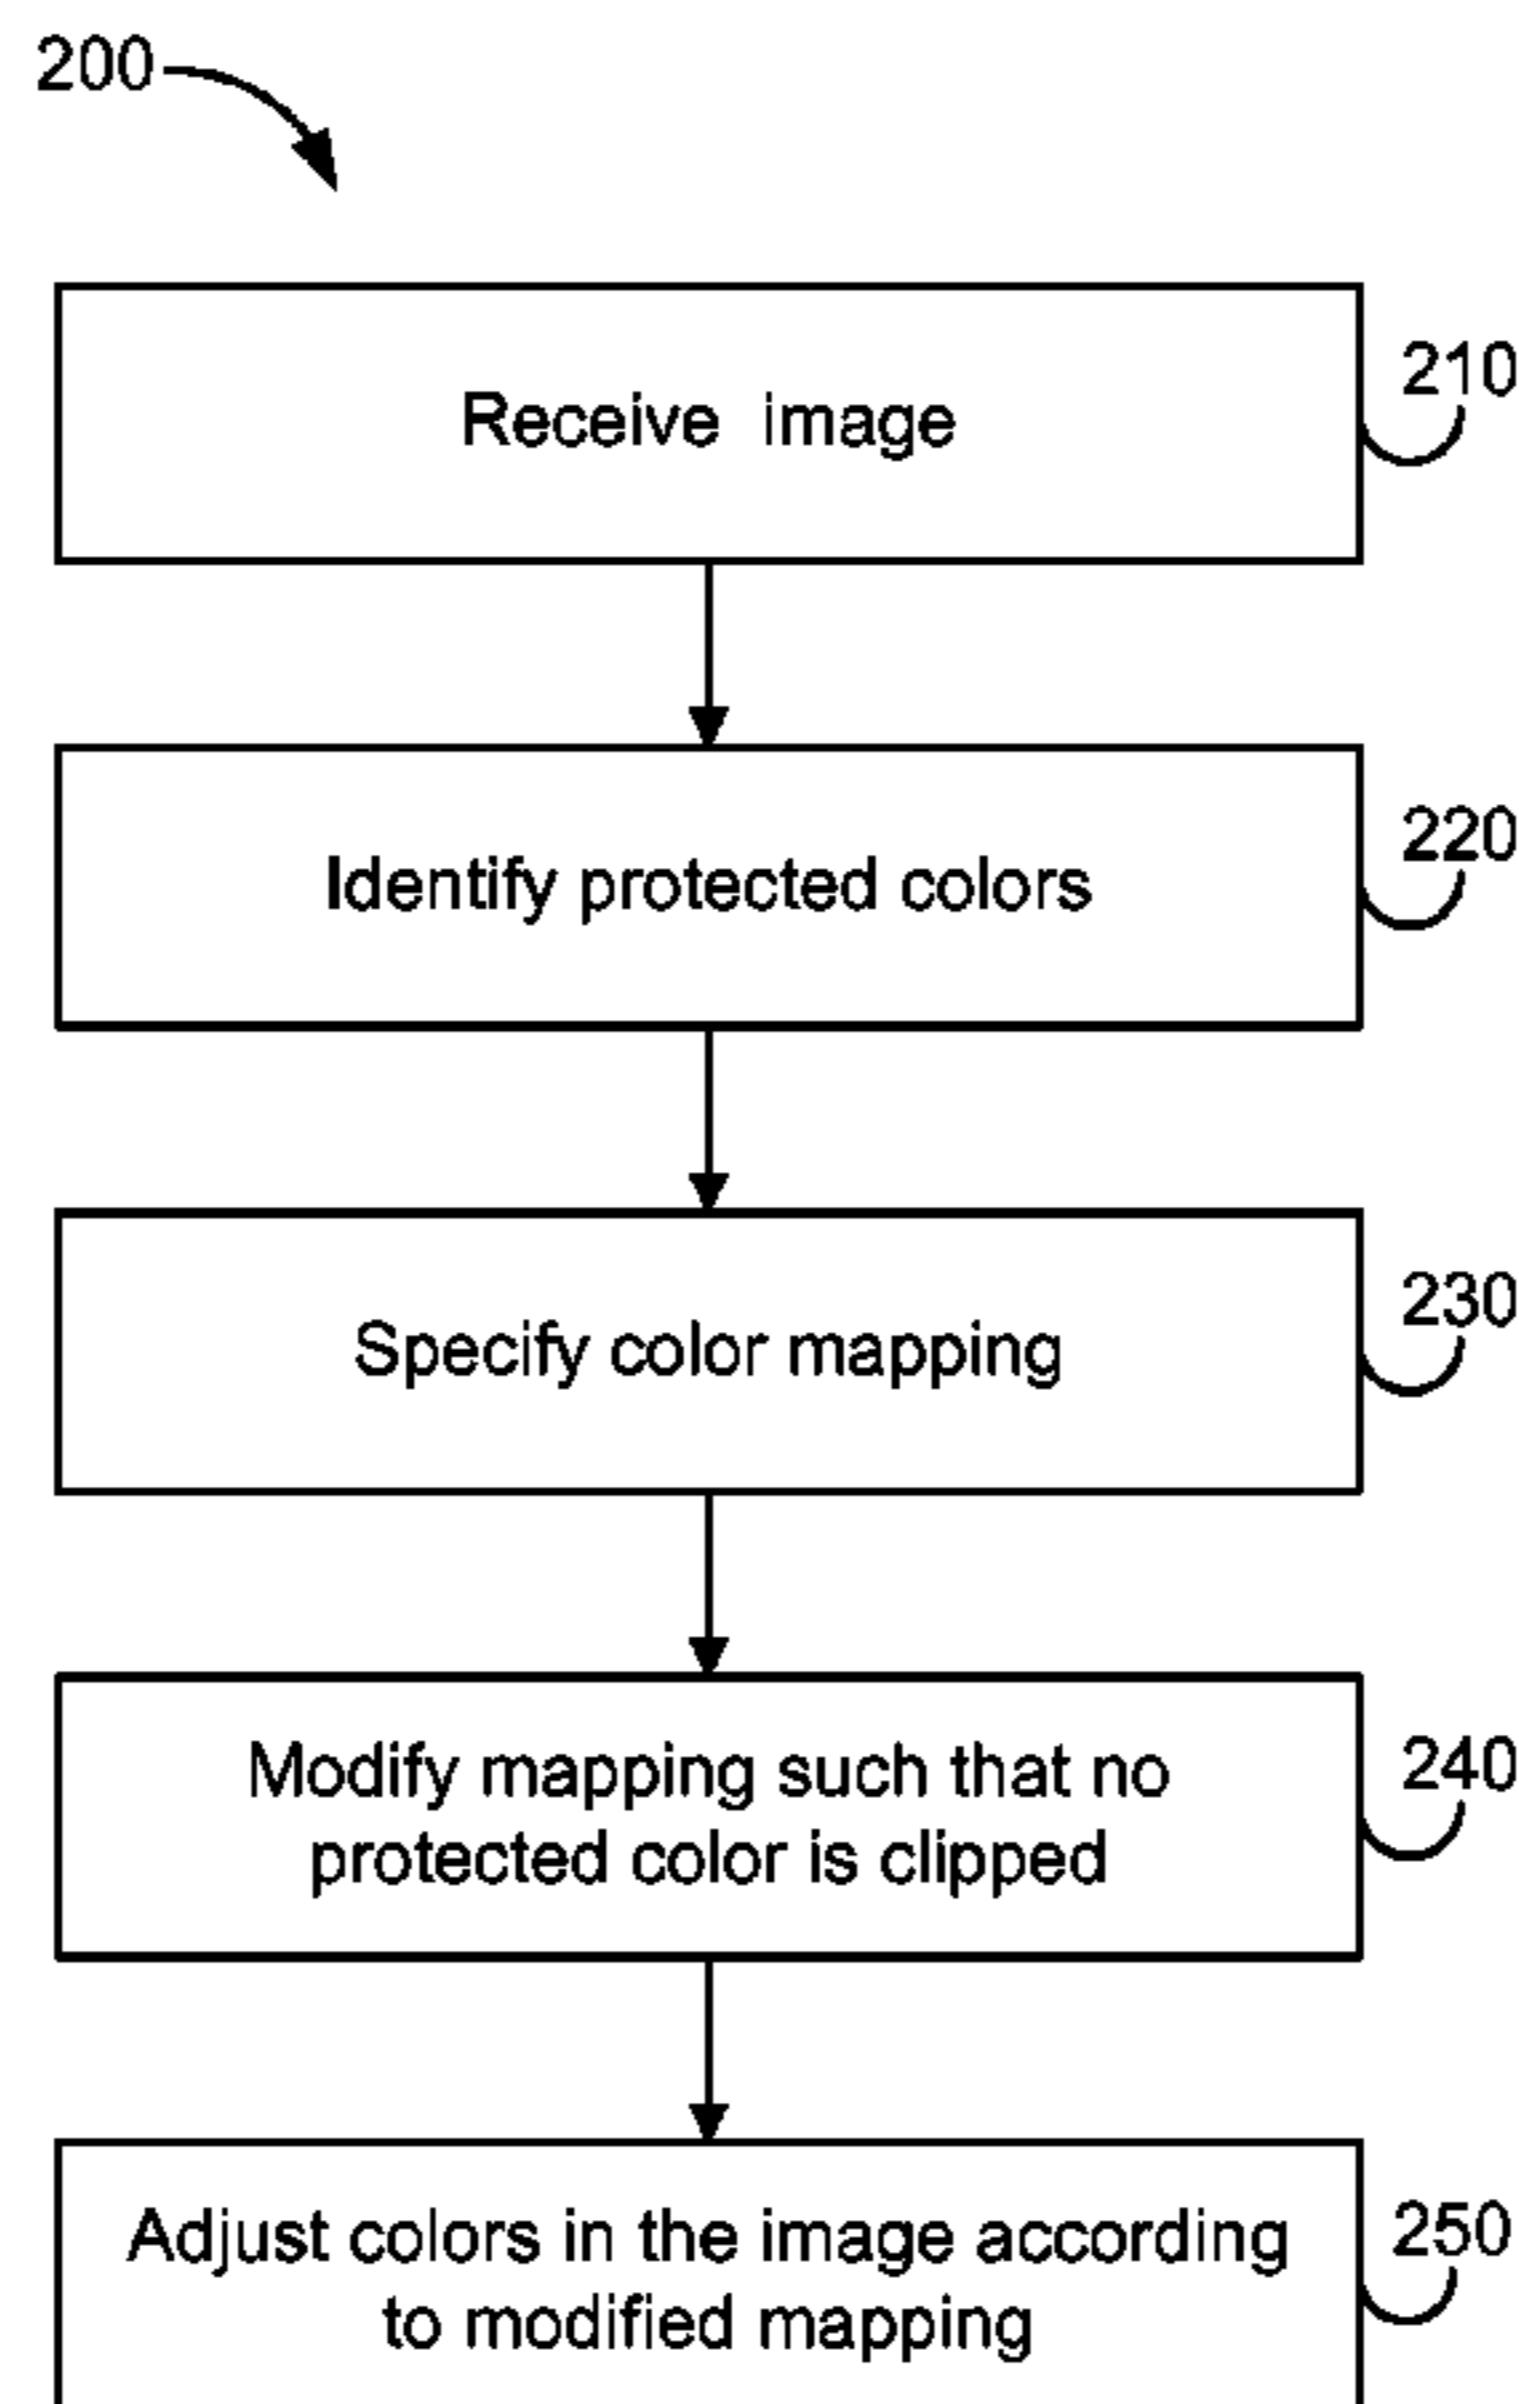 200
Receive image
210
Identify protected colors
220
Specify color mapping
230
Modify mapping such that no
protected color is clipped
240
Adjust colors in the image according
to modified mapping
250